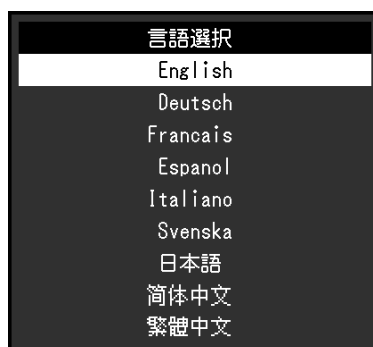 言語選択
English
Deutsch
Francais
Espanol
Italiano
Svenska
日本語
简体中文
繁體中文